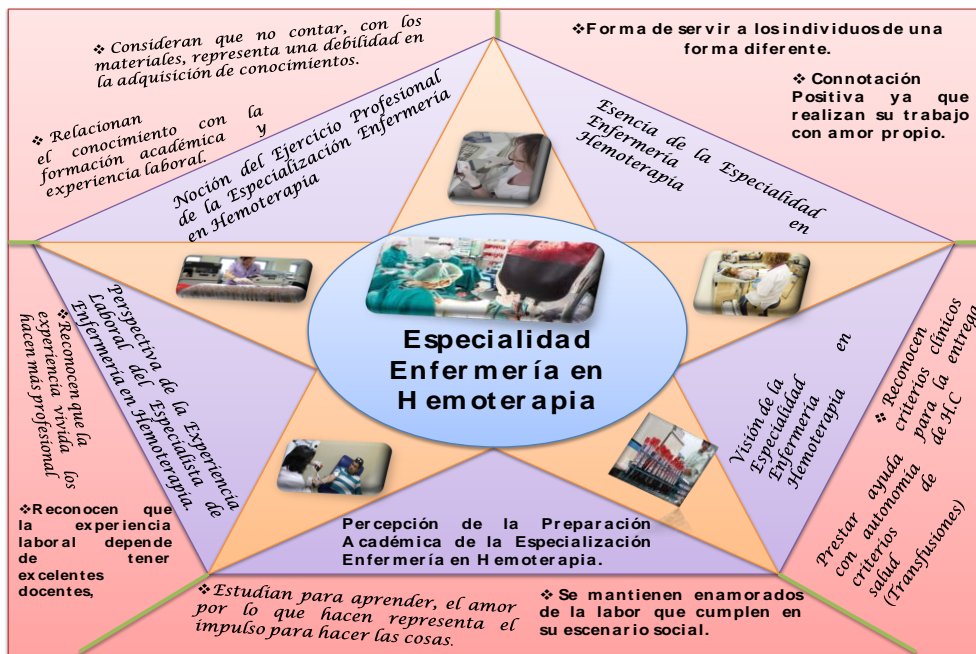 ❖ Consideran que no contar, con los
materiales, representa una debilidad en
la adquisición de conocimientos.
❖ Relacionan
el conocimiento con la
formación académica y
experiencia laboral.
Noción del Ejercicio Profesional
de la Especialización Enfermería
en Hemoterapia
❖Forma de servir a los individuos de una
forma diferente.
❖ Connotación
Positiva ya que
realizan su trabajo
con amor propio.
Esencia de la Especialidad
en
Enfermería
Hemoterapia
Especialidad
Enfermería en
Hemoterapia
Perspectiva de la Experiencia
Laboral del Especialista de
Enfermería en Hemoterapia.
❖Reconocen que la
experiencia vivida los
hacen más profesional
❖Reconocen que
la experiencia
laboral depende
de tener
excelentes
docentes,
Visión de la
Especialidad en
Enfermería
Hemoterapia
❖ Reconocen
criterios clínicos
para la entrega
de H.C
Prestar ayuda
con autonomía y
criterios de
salud
(Transfusiones)
Percepción de la Preparación
Académica de la Especialización
Enfermería en Hemoterapia.
❖Estudian para aprender, el amor
por lo que hacen representa el
impulso para hacer las cosas.
❖ Se mantienen enamorados
de la labor que cumplen en
su escenario social.